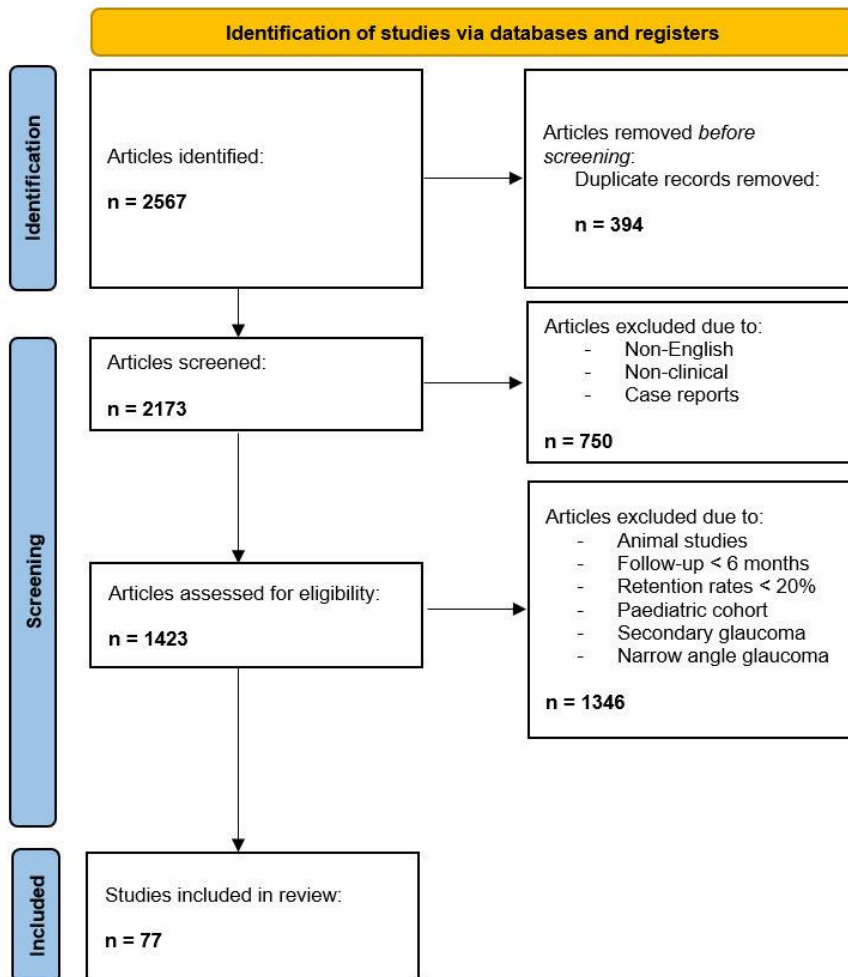 Identification of studies via databases and registers
Identification
Articles identified:
n = 2567
Articles removed before
screening:
Duplicate records removed:
n = 394
Screening
Articles screened:
n = 2173
Articles excluded due to:
- Non-English
- Non-clinical
- Case reports
n = 750
Articles assessed for eligibility:
n = 1423
Articles excluded due to:
- Animal studies
- Follow-up < 6 months
- Retention rates < 20%
- Paediatric cohort
- Secondary glaucoma
- Narrow angle glaucoma
n = 1346
Included
Studies included in review:
n = 77